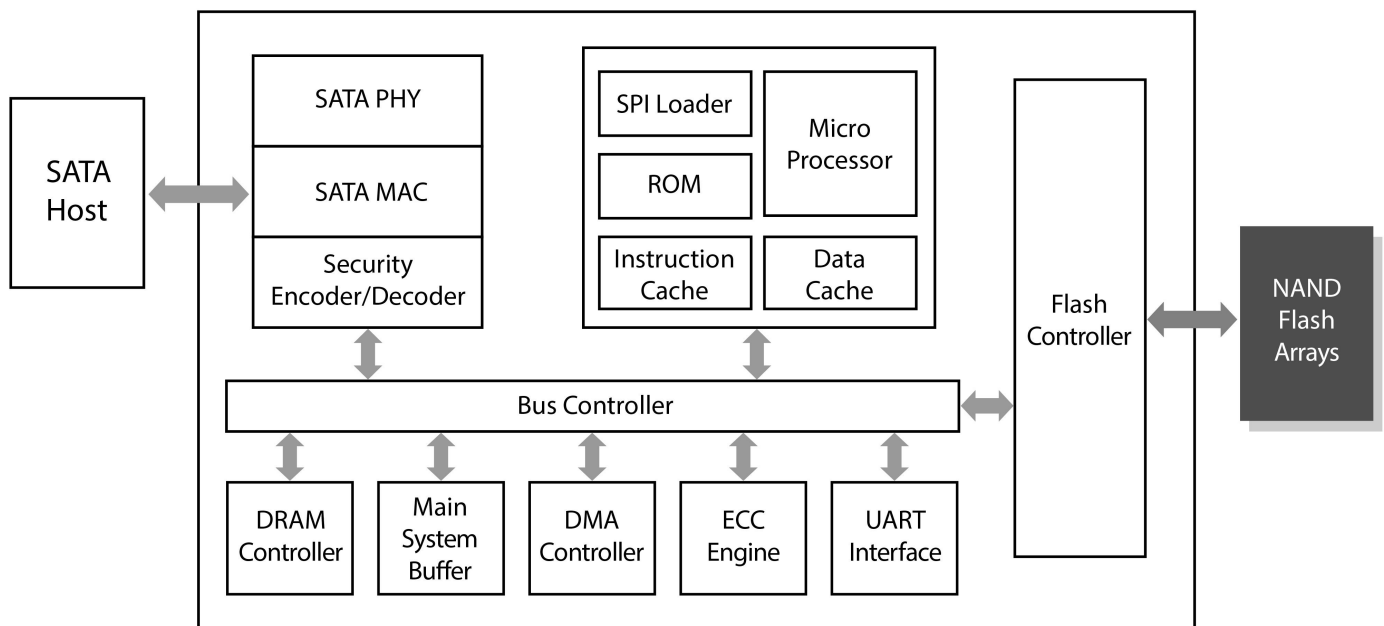 SATA
Host
SATA PHY
SATA MAC
Security
Encoder/Decoder
SPI Loader
ROM
Instruction
Cache
Micro
Processor
Data
Cache
Flash
Controller
NAND
Flash
Arrays
Bus Controller
DRAM
Controller
Main
System
Buffer
DMA
Controller
ECC
Engine
UART
Interface